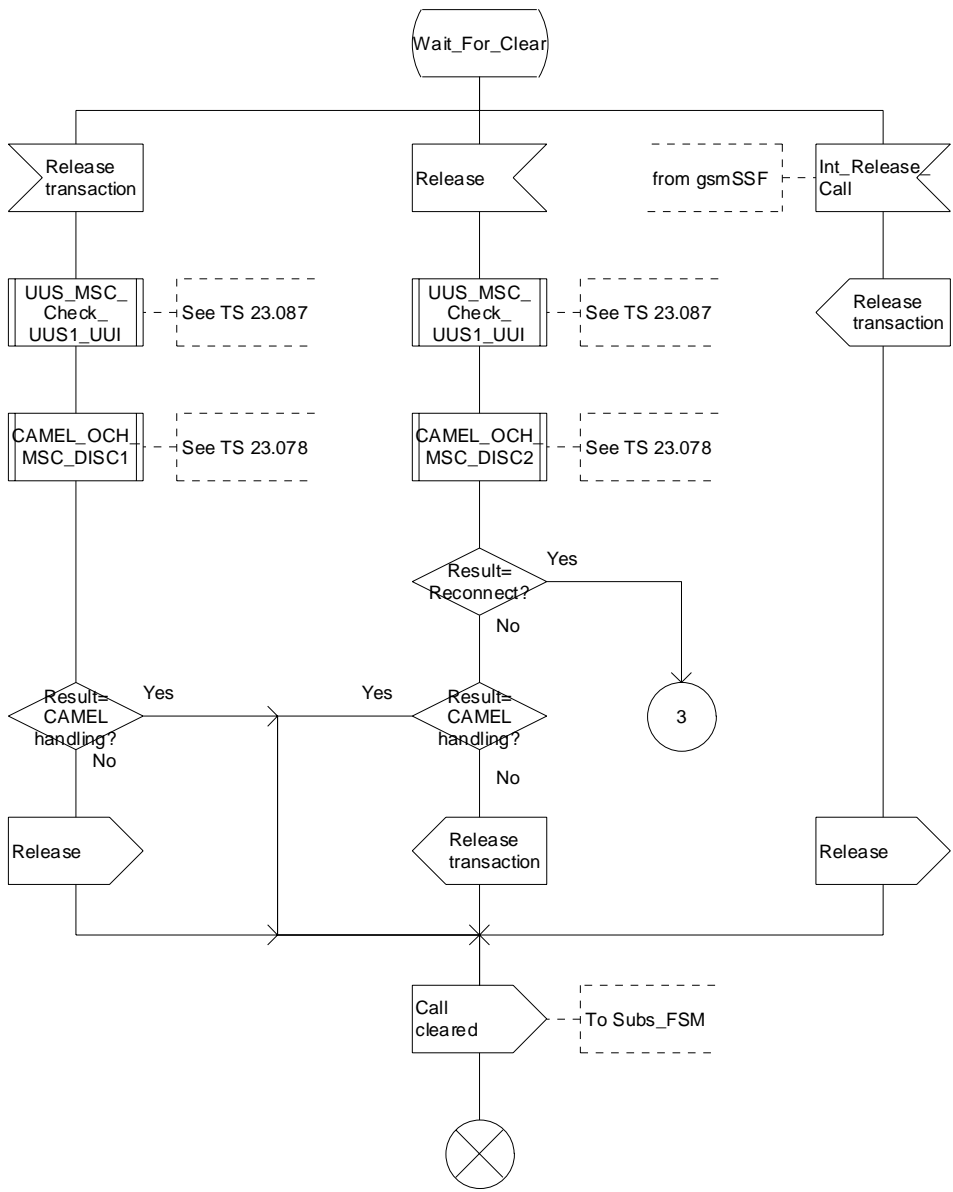 Wait_For_Clear
Release
transaction
Release
from gsmSSF
Int_Release_
Call
UUS_MSC_
Check_
UUS1_UUI
See TS 23.087
UUS_MSC_
Check_
UUS1_UUI
See TS 23.087
Release
transaction
CAMEL_OCH_
MSC_DISC1
See TS 23.078
CAMEL_OCH_
MSC_DISC2
See TS 23.078
Result=
Reconnect?
Yes
No
Result=
CAMEL
handling?
Yes
No
Yes
Result=
CAMEL
handling?
No
3
Release
Release
transaction
Release
Call
cleared
To Subs_FSM